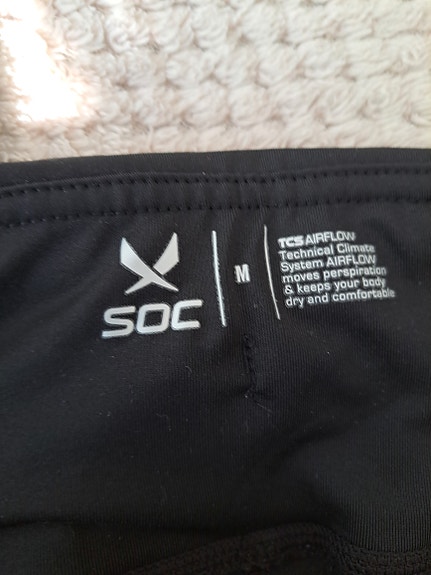 SOC
M
TCS AIRFLOW
Technical Climate
System AIRFLOW
moves perspiration
& keeps your body
dry and comfortable